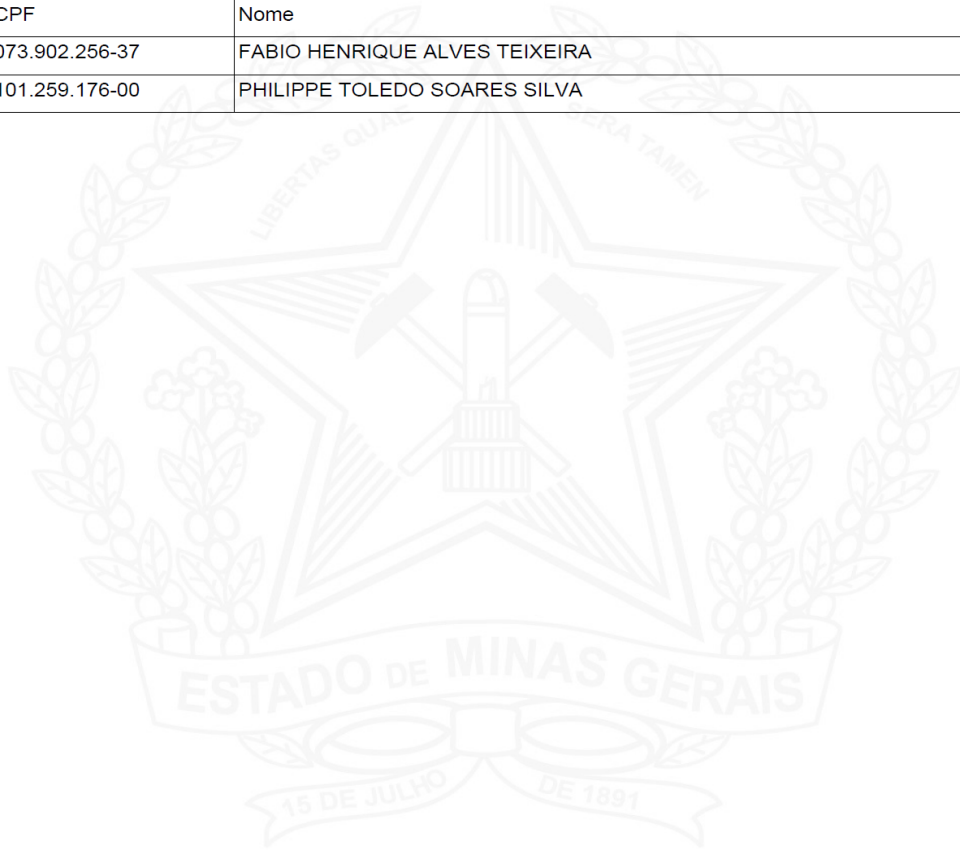 CPF Nome
073.902.256-37 FABIO HENRIQUE ALVES TEIXEIRA
101.259.176-00 PHILIPPE TOLEDO SOARES SILVA
LIBERTAS QUAE SERA TAMEN
ESTADO DE MINAS GERAIS
15 DE JULHO DE 1891